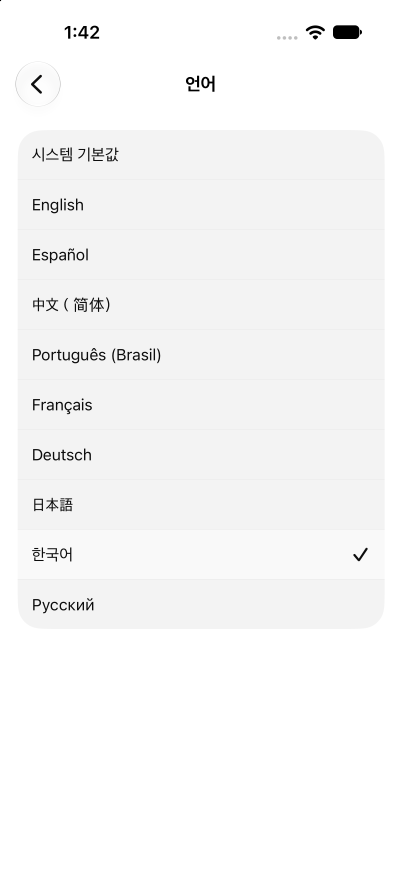 1:42
언어
시스템 기본값
English
Español
中文 ( 简体)
Português (Brasil)
Français
Deutsch
日本語
한국어
Русский